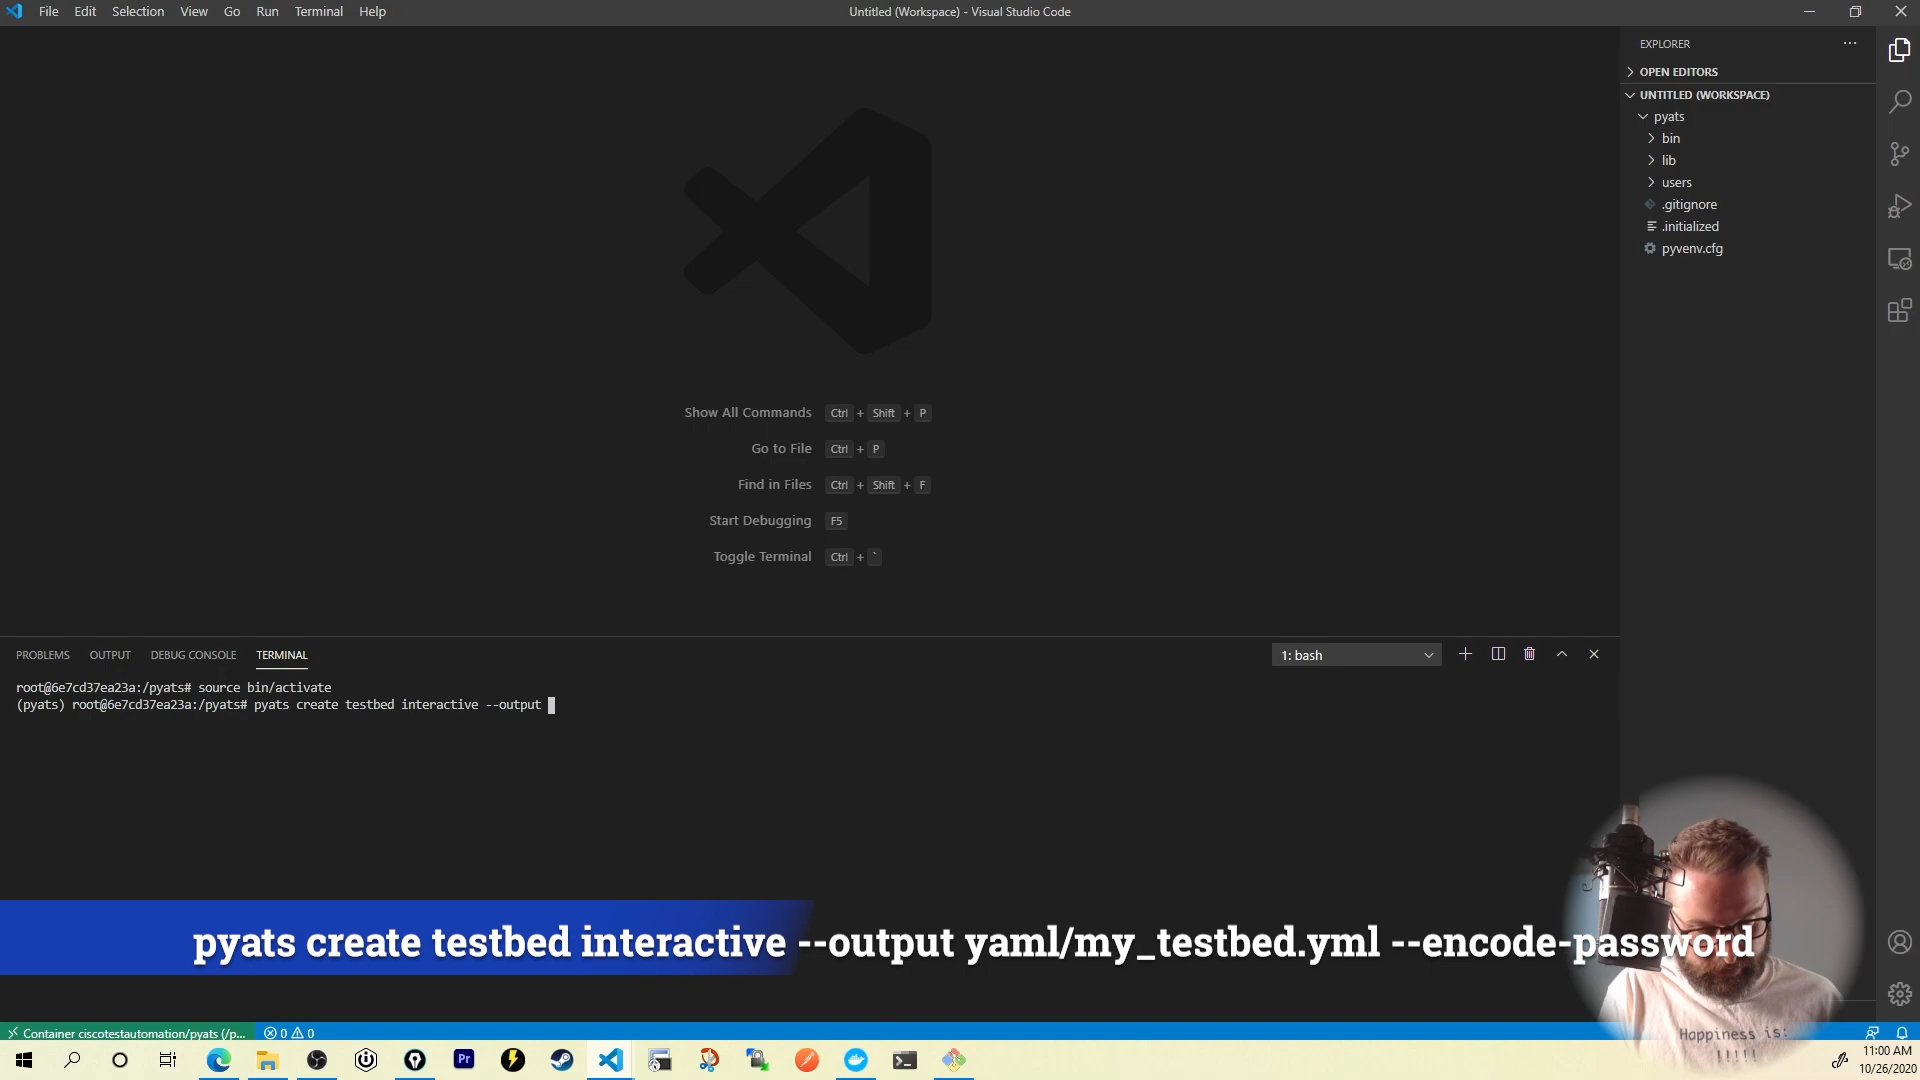 File Edit Selection View Go Run Terminal Help
Untitled (Workspace) - Visual Studio Code
EXPLORER
OPEN EDITORS
UNTITLED (WORKSPACE)
pyats
bin
lib
users
.gitignore
.initialized
pyvenv.cfg
Show All Commands Ctrl + Shift + P
Go to File Ctrl + P
Find in Files Ctrl + Shift + F
Start Debugging F5
Toggle Terminal Ctrl + `
PROBLEMS OUTPUT DEBUG CONSOLE TERMINAL
1: bash
root@6e7cd37ea23a:/pyats# source bin/activate
(pyats) root@6e7cd37ea23a:/pyats# pyats create testbed interactive --output
pyats create testbed interactive --output yaml/my_testbed.yml --encode-password
Happiness is:
!!!!!
Container ciscotestautomation/pyats (/p... 0 0
Pr
11:00 AM
10/26/2020